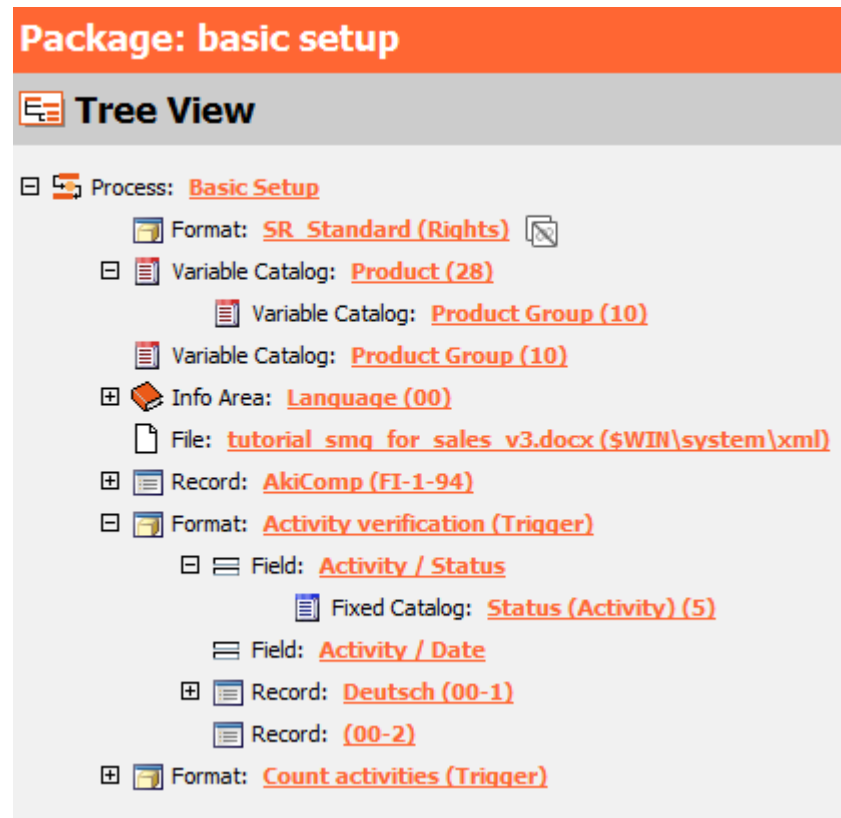 Package: basic setup
Tree View
Process: Basic Setup
Format: SR_Standard (Rights)
Variable Catalog: Product (28)
Variable Catalog: Product Group (10)
Variable Catalog: Product Group (10)
Info Area: Language (00)
File: tutorial_smg_for_sales_v3.docx ($WIN\system\xml)
Record: AkiComp (FI-1-94)
Format: Activity verification (Trigger)
Field: Activity / Status
Fixed Catalog: Status (Activity) (5)
Field: Activity / Date
Record: Deutsch (00-1)
Record: (00-2)
Format: Count activities (Trigger)